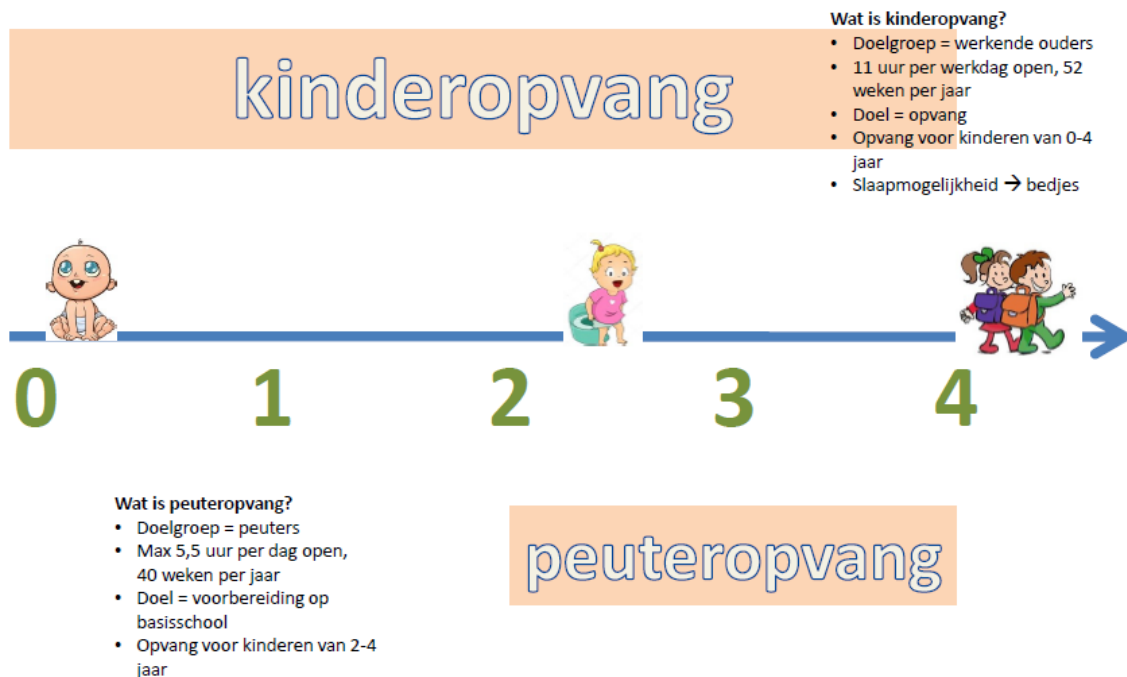 Wat is kinderopvang?
• Doelgroep = werkende ouders
• 11 uur per werkdag open, 52
weken per jaar
• Doel = opvang
• Opvang voor kinderen van 0-4
jaar
• Slaapmogelijkheid → bedjes
kinderopvang
0 1 2 3 4
Wat is peuteropvang?
• Doelgroep = peuters
• Max 5,5 uur per dag open,
40 weken per jaar
• Doel = voorbereiding op
basisschool
• Opvang voor kinderen van 2-4
jaar
peuteropvang